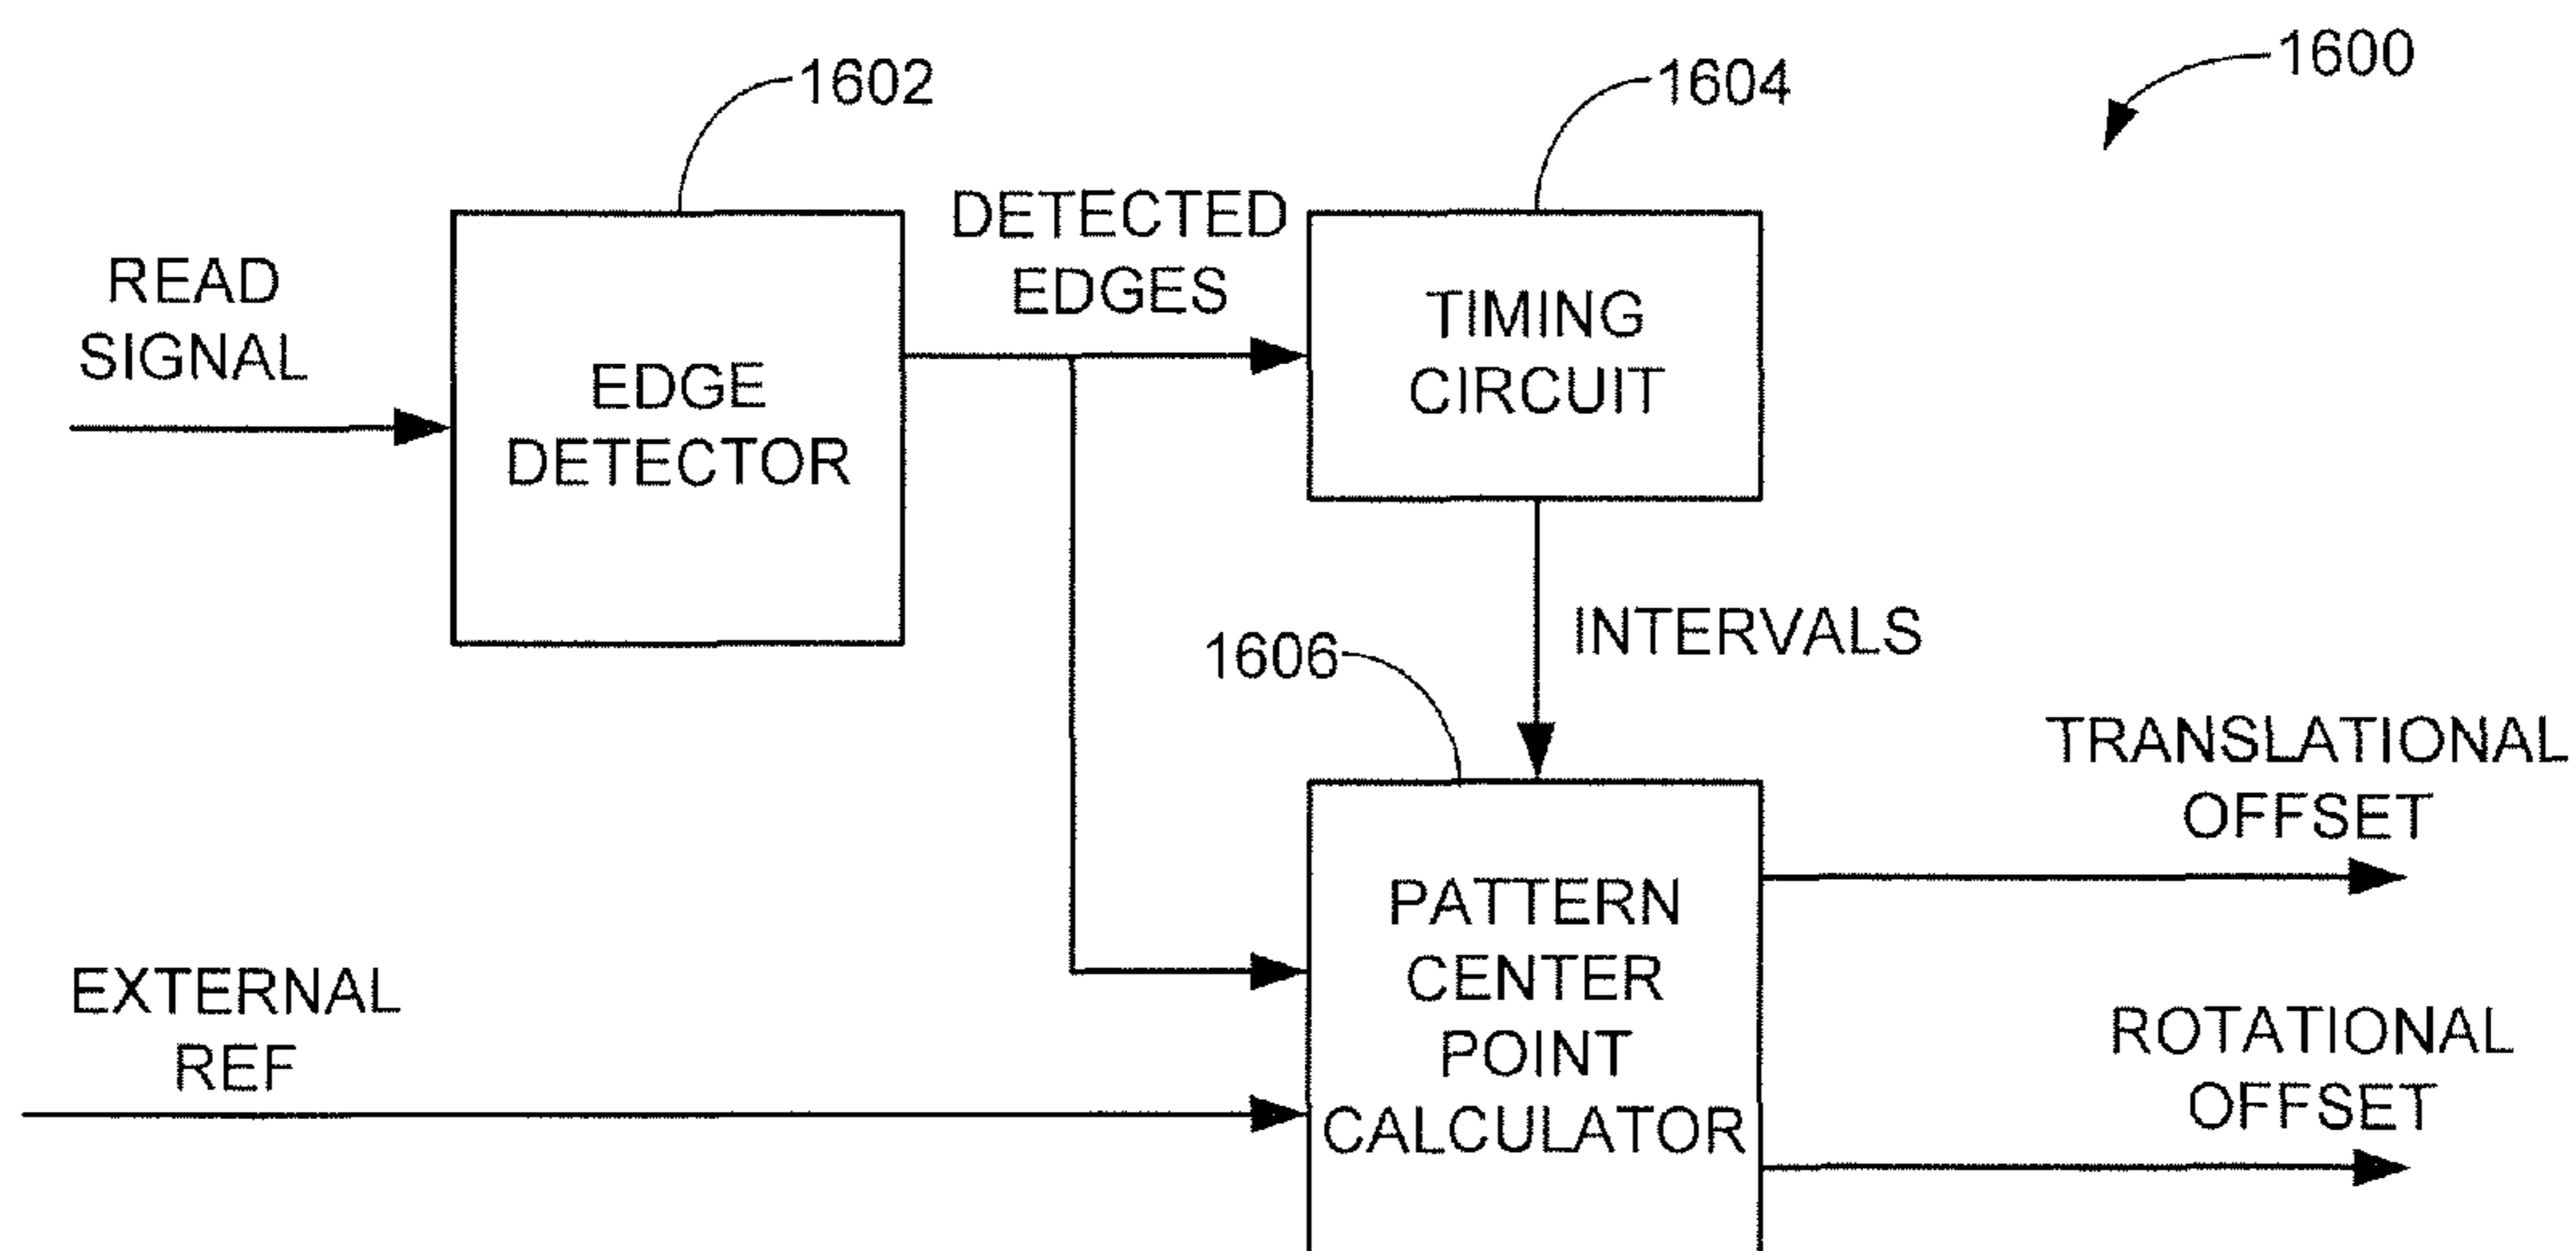 1600
1602
1604
READ
SIGNAL
EDGE
DETECTOR
DETECTED
EDGES
TIMING
CIRCUIT
INTERVALS
1606
EXTERNAL
REF
PATTERN
CENTER
POINT
CALCULATOR
TRANSLATIONAL
OFFSET
ROTATIONAL
OFFSET